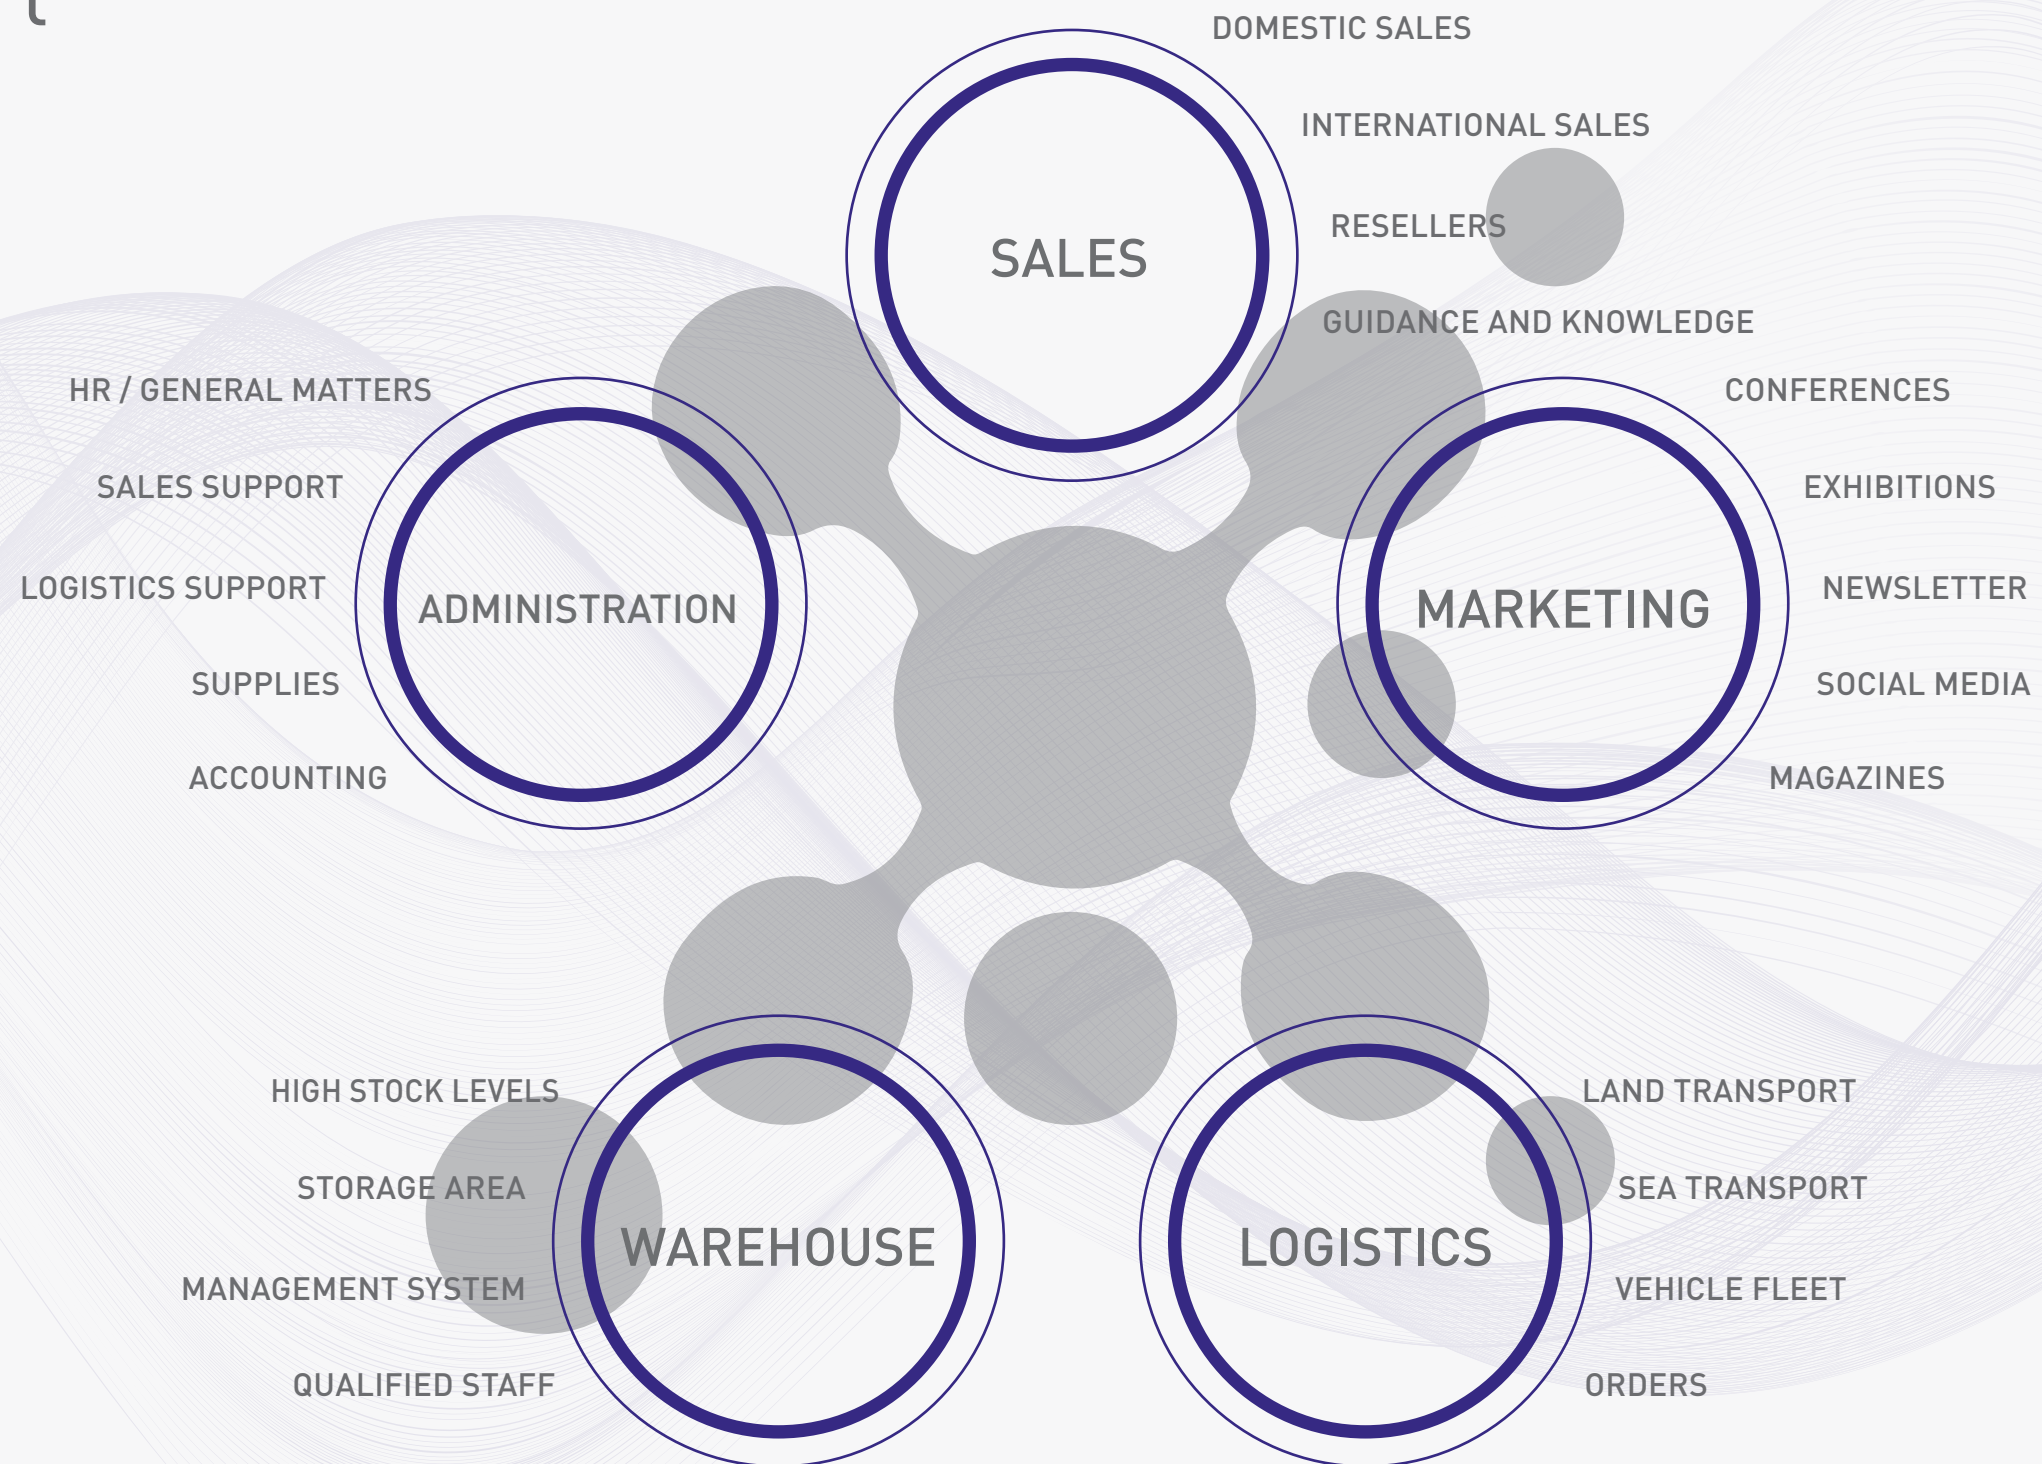 DOMESTIC SALES
INTERNATIONAL SALES
RESELLERS
GUIDANCE AND KNOWLEDGE
SALES
HR / GENERAL MATTERS
SALES SUPPORT
LOGISTICS SUPPORT
SUPPLIES
ACCOUNTING
ADMINISTRATION
CONFERENCES
EXHIBITIONS
NEWSLETTER
SOCIAL MEDIA
MAGAZINES
MARKETING
HIGH STOCK LEVELS
STORAGE AREA
MANAGEMENT SYSTEM
QUALIFIED STAFF
WAREHOUSE
LAND TRANSPORT
SEA TRANSPORT
VEHICLE FLEET
ORDERS
LOGISTICS